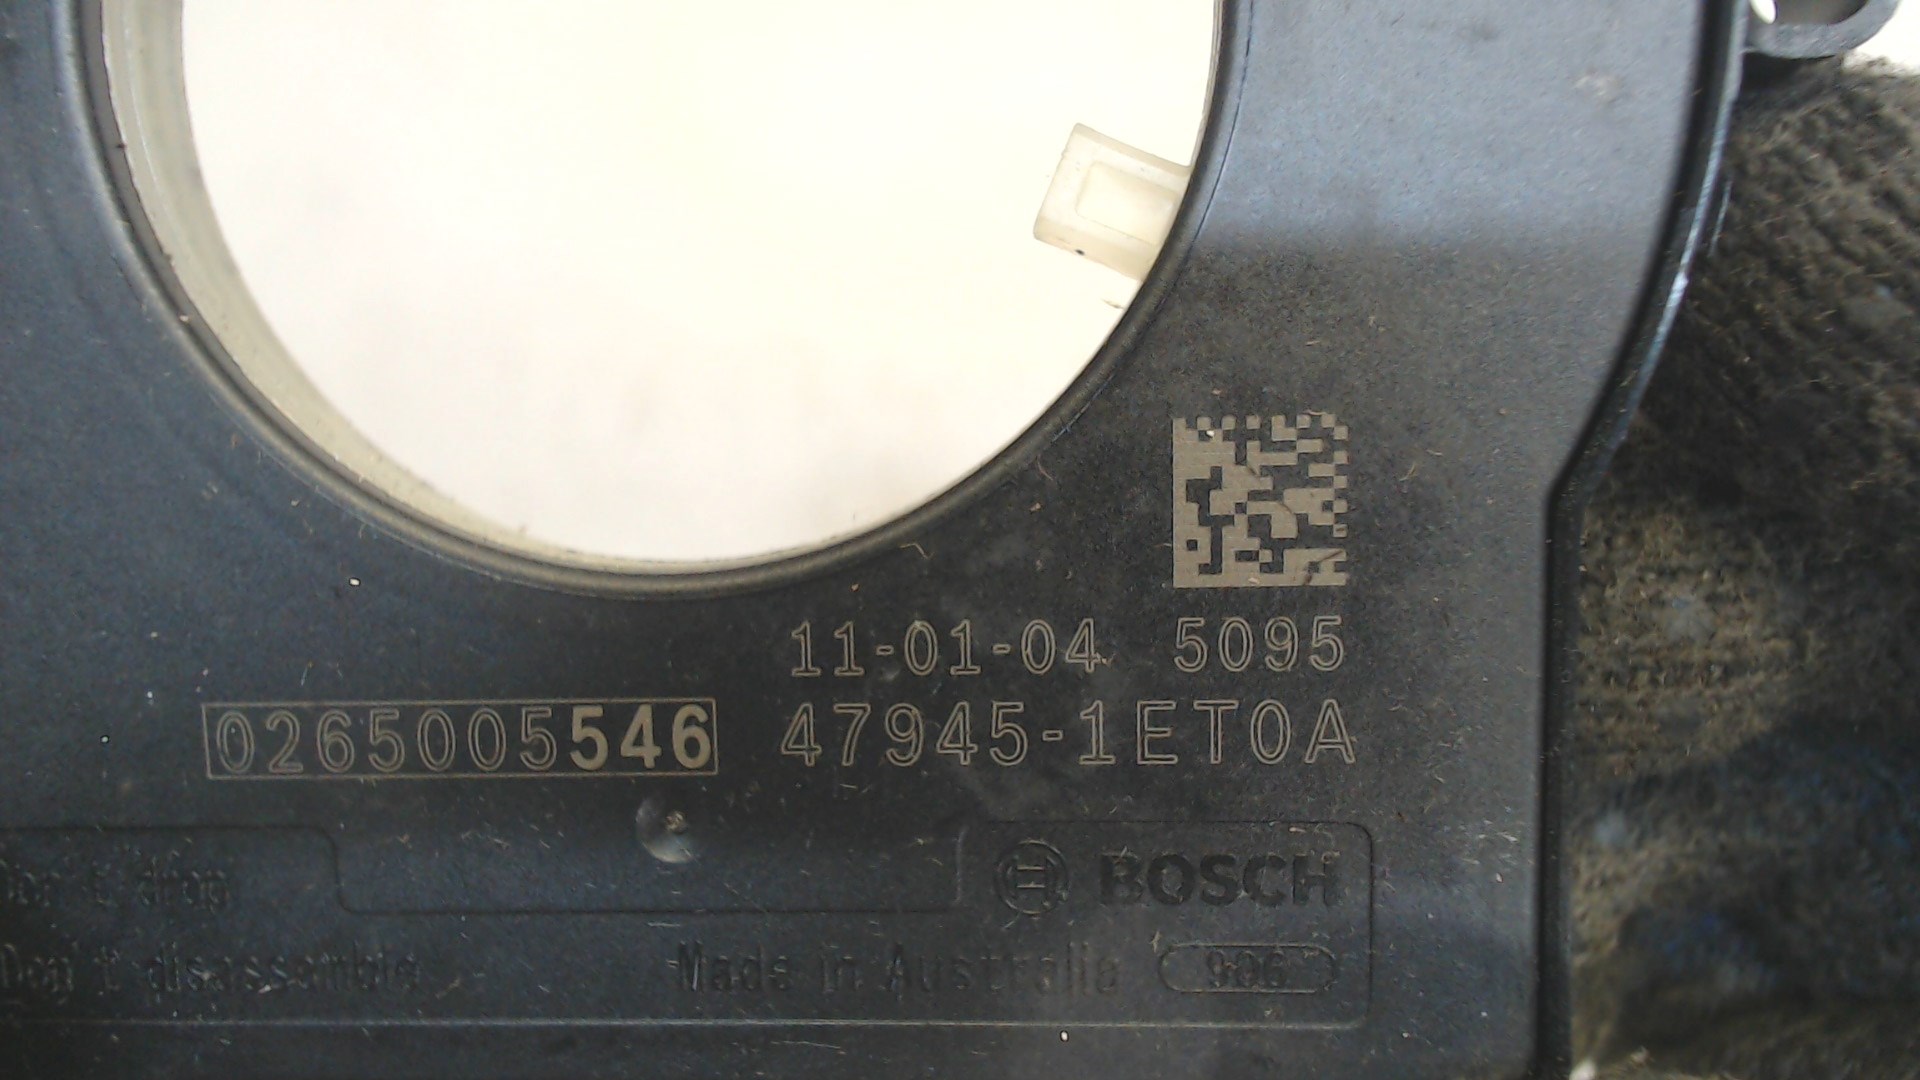 11-01-04 5095
0265005546 47945-1ET0A
BOSCH
Don't drop
Don't disassemble
Made in Australia 906